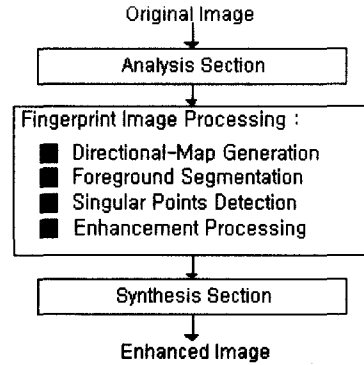 Original Image
Analysis Section
Fingerprint Image Processing :
Directional-Map Generation
Foreground Segmentation
Singular Points Detection
Enhancement Processing
Synthesis Section
Enhanced Image